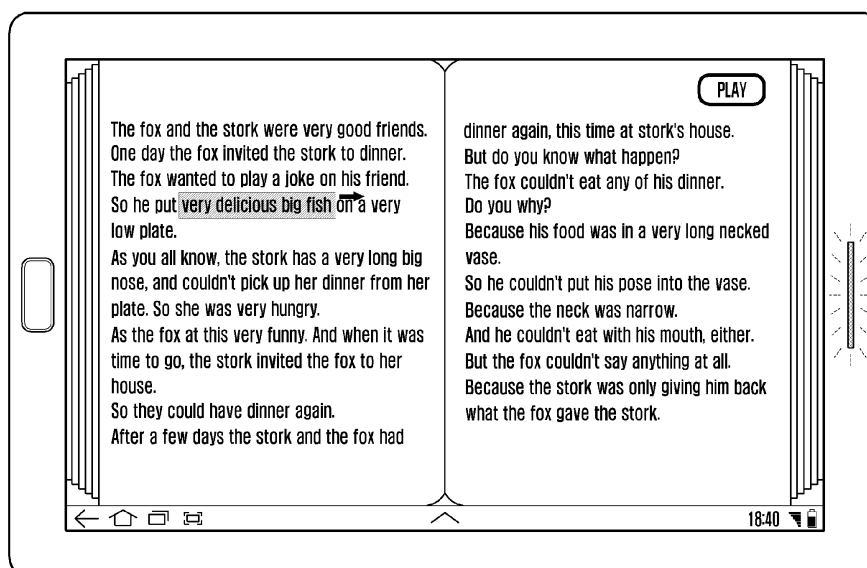 PLAY
The fox and the stork were very good friends.
One day the fox invited the stork to dinner.
The fox wanted to play a joke on his friend.
So he put very delicious big fish on a very
low plate.
As you all know, the stork has a very long big
nose, and couldn't pick up her dinner from her
plate. So she was very hungry.
As the fox at this very funny. And when it was
time to go, the stork invited the fox to her
house.
So they could have dinner again.
After a few days the stork and the fox had
dinner again, this time at stork's house.
But do you know what happen?
The fox couldn't eat any of his dinner.
Do you why?
Because his food was in a very long necked
vase.
So he couldn't put his pose into the vase.
Because the neck was narrow.
And he couldn't eat with his mouth, either.
But the fox couldn't say anything at all.
Because the stork was only giving him back
what the fox gave the stork.
18:40